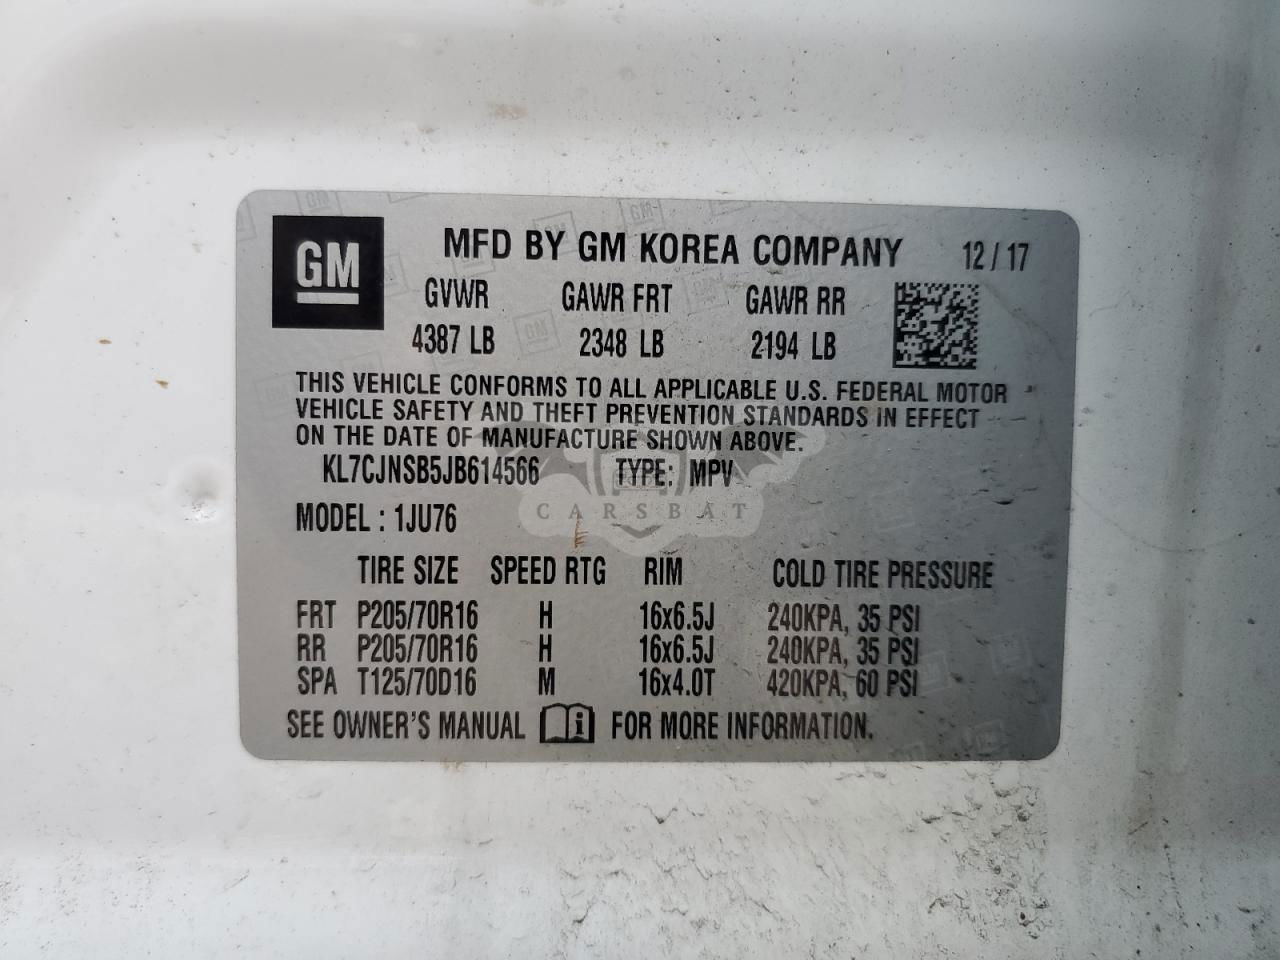 GM
MFD BY GM KOREA COMPANY 12/17
GVWR GAWR FRT GAWR RR
4387 LB 2348 LB 2194 LB
THIS VEHICLE CONFORMS TO ALL APPLICABLE U.S. FEDERAL MOTOR
VEHICLE SAFETY AND THEFT PREVENTION STANDARDS IN EFFECT
ON THE DATE OF MANUFACTURE SHOWN ABOVE.
KL7CJNSB5JB614566 TYPE: MPV
CARSBAT
MODEL : 1JU76
TIRE SIZE SPEED RTG RIM COLD TIRE PRESSURE
FRT P205/70R16 H 16x6.5J 240KPA, 35 PSI
RR P205/70R16 H 16x6.5J 240KPA, 35 PSI
SPA T125/70D16 M 16x4.0T 420KPA, 60 PSI
SEE OWNER'S MANUAL i FOR MORE INFORMATION.